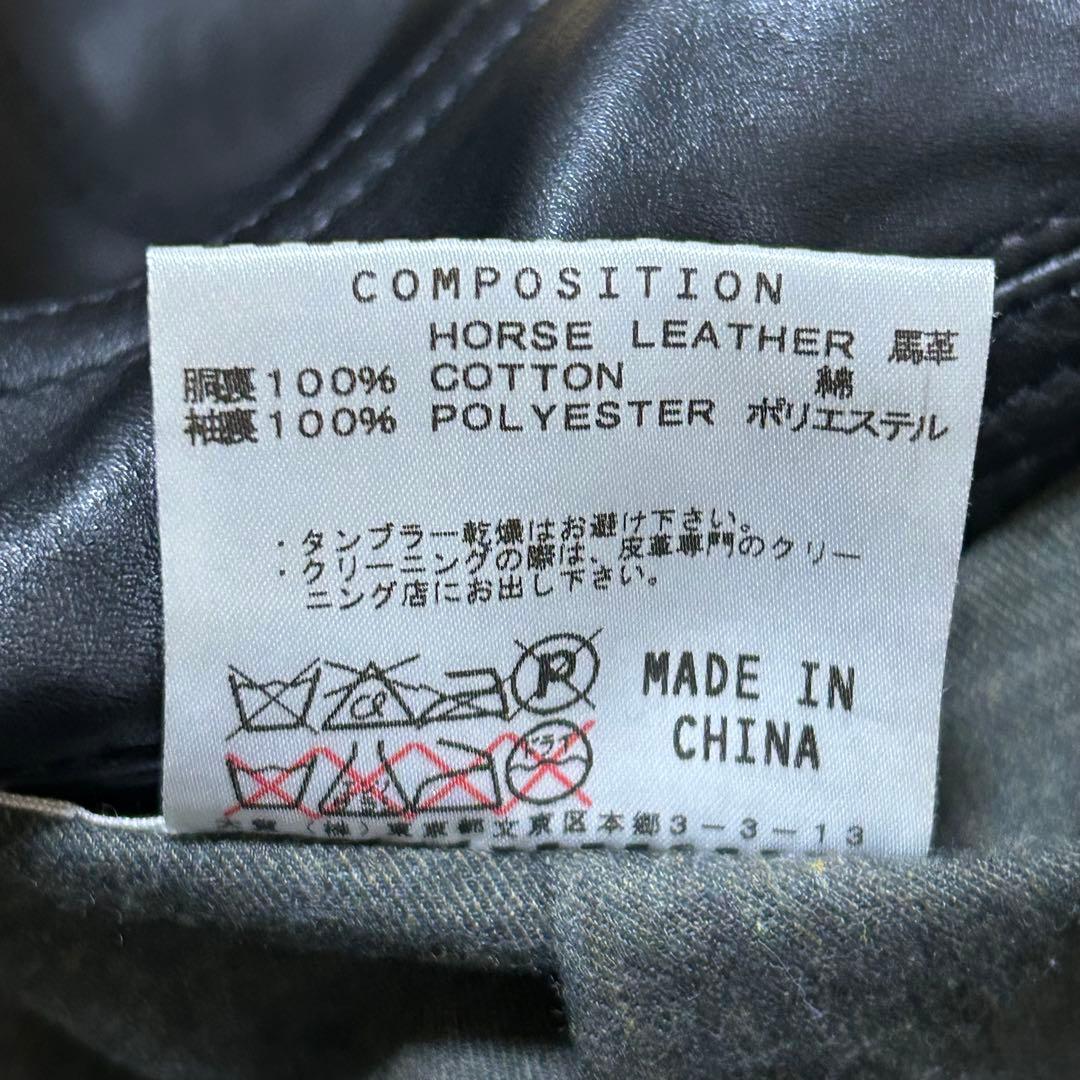 COMPOSITION
HORSE LEATHER 馬革
胴裏100% COTTON 綿
袖裏100% POLYESTER ポリエステル
・タンブラー乾燥はお避け下さい。
・クリーニングの際は、皮革専門のクリー
ニング店にお出し下さい。
MADE IN
CHINA
ドライ
(株)東京都文京区本郷3-3-13